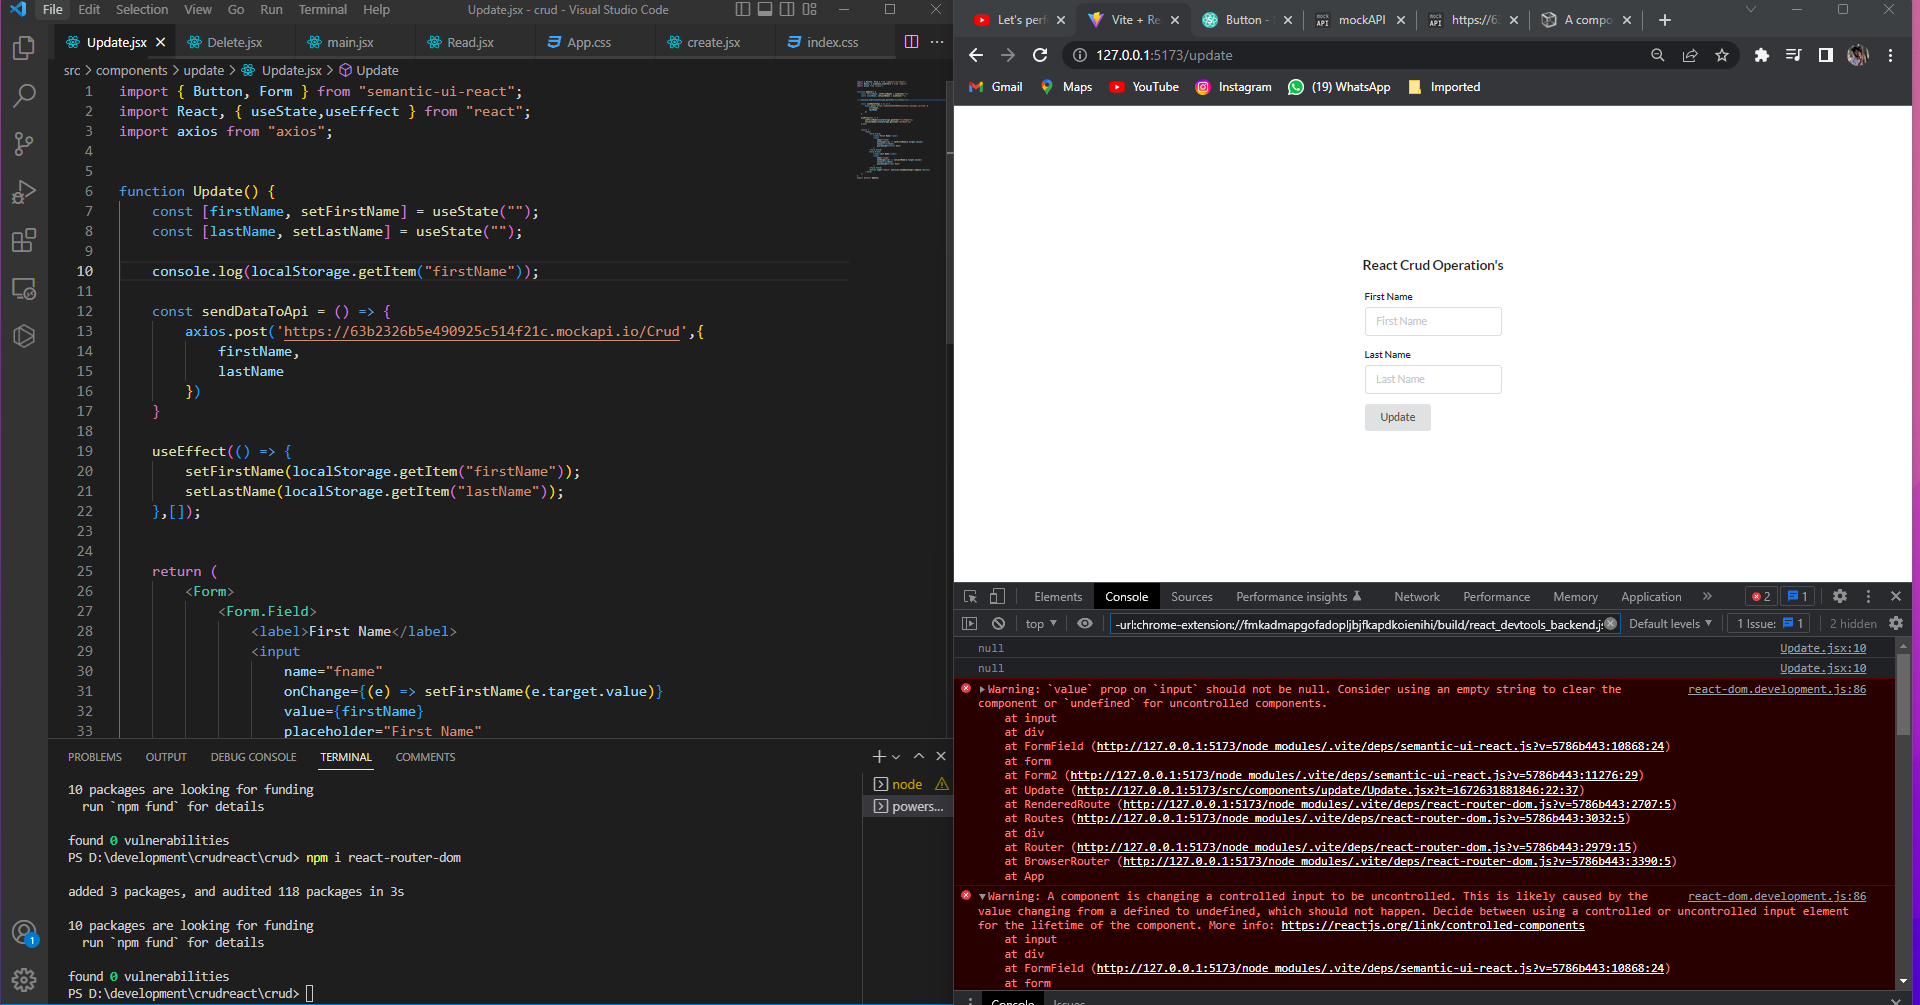 File Edit Selection View Go Run Terminal Help
Update.jsx - crud - Visual Studio Code
Update.jsx Delete.jsx main.jsx Read.jsx App.css create.jsx index.css
src > components > update > Update.jsx > Update
1 import { Button, Form } from "semantic-ui-react";
2 import React, { useState,useEffect } from "react";
3 import axios from "axios";
4
5
6 function Update() {
7 const [firstName, setFirstName] = useState("");
8 const [lastName, setLastName] = useState("");
9
10 console.log(localStorage.getItem("firstName"));
11
12 const sendDataToApi = () => {
13 axios.post('https://63b2326b5e490925c514f21c.mockapi.io/Crud',{
14 firstName,
15 lastName
16 })
17 }
18
19 useEffect(() => {
20 setFirstName(localStorage.getItem("firstName"));
21 setLastName(localStorage.getItem("lastName"));
22 },[]);
23
24
25 return (
26 <Form>
27 <Form.Field>
28 <label>First Name</label>
29 <input
30 name="fname"
31 onChange={(e) => setFirstName(e.target.value)}
32 value={firstName}
33 placeholder="First Name"
PROBLEMS OUTPUT DEBUG CONSOLE TERMINAL COMMENTS
node
powers...
10 packages are looking for funding
run `npm fund` for details
found 0 vulnerabilities
PS D:\development\crudreact\crud> npm i react-router-dom
added 3 packages, and audited 118 packages in 3s
10 packages are looking for funding
run `npm fund` for details
found 0 vulnerabilities
PS D:\development\crudreact\crud>
1
Let's perf Vite + Re Button - mockAPI https://63 A compo
127.0.0.1:5173/update
Gmail Maps YouTube Instagram (19) WhatsApp Imported
React Crud Operation's
First Name
First Name
Last Name
Last Name
Update
Elements Console Sources Performance insights Network Performance Memory Application » 2 1
top -url:chrome-extension://fmkadmapgofadopljbjfkapdkoienihi/build/react_devtools_backend.js Default levels 1 Issue: 1 2 hidden
null Update.jsx:10
null Update.jsx:10
Warning: `value` prop on `input` should not be null. Consider using an empty string to clear the react-dom.development.js:86
component or `undefined` for uncontrolled components.
at input
at div
at FormField (http://127.0.0.1:5173/node_modules/.vite/deps/semantic-ui-react.js?v=5786b443:10868:24)
at form
at Form2 (http://127.0.0.1:5173/node_modules/.vite/deps/semantic-ui-react.js?v=5786b443:11276:29)
at Update (http://127.0.0.1:5173/src/components/update/Update.jsx?t=1672631881846:22:37)
at RenderedRoute (http://127.0.0.1:5173/node_modules/.vite/deps/react-router-dom.js?v=5786b443:2707:5)
at Routes (http://127.0.0.1:5173/node_modules/.vite/deps/react-router-dom.js?v=5786b443:3032:5)
at div
at Router (http://127.0.0.1:5173/node_modules/.vite/deps/react-router-dom.js?v=5786b443:2979:15)
at BrowserRouter (http://127.0.0.1:5173/node_modules/.vite/deps/react-router-dom.js?v=5786b443:3390:5)
at App
Warning: A component is changing a controlled input to be uncontrolled. This is likely caused by the react-dom.development.js:86
value changing from a defined to undefined, which should not happen. Decide between using a controlled or uncontrolled input element
for the lifetime of the component. More info: https://reactjs.org/link/controlled-components
at input
at div
at FormField (http://127.0.0.1:5173/node_modules/.vite/deps/semantic-ui-react.js?v=5786b443:10868:24)
at form
Console Issues